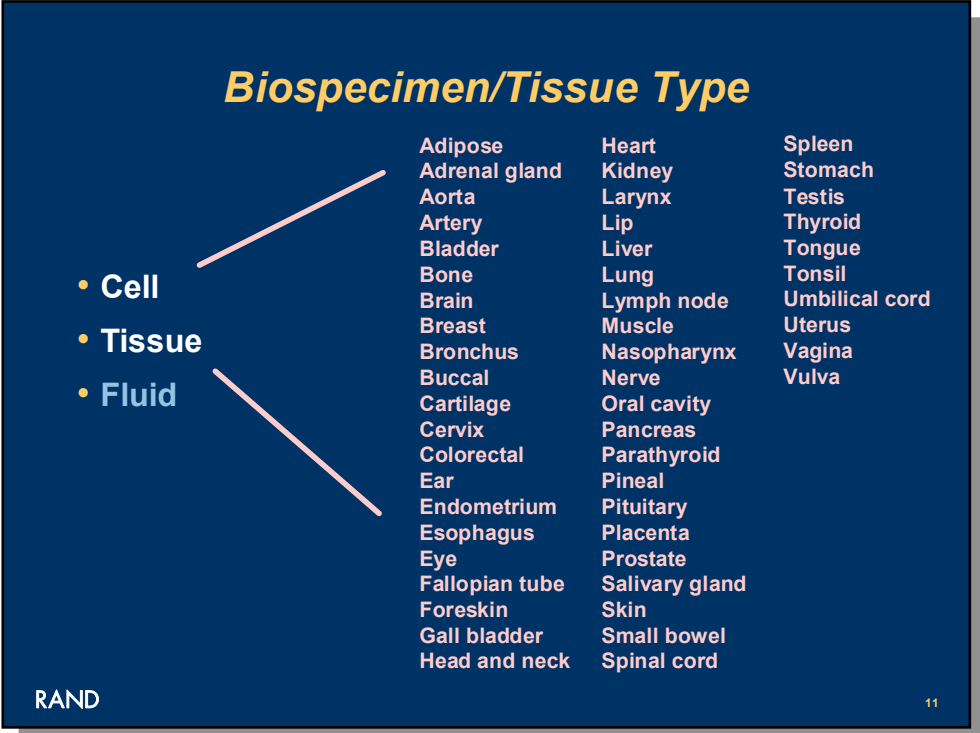 Biospecimen/Tissue Type
• Cell
• Tissue
• Fluid
Adipose
Adrenal gland
Aorta
Artery
Bladder
Bone
Brain
Breast
Bronchus
Buccal
Cartilage
Cervix
Colorectal
Ear
Endometrium
Esophagus
Eye
Fallopian tube
Foreskin
Gall bladder
Head and neck
Heart
Kidney
Larynx
Lip
Liver
Lung
Lymph node
Muscle
Nasopharynx
Nerve
Oral cavity
Pancreas
Parathyroid
Pineal
Pituitary
Placenta
Prostate
Salivary gland
Skin
Small bowel
Spinal cord
Spleen
Stomach
Testis
Thyroid
Tongue
Tonsil
Umbilical cord
Uterus
Vagina
Vulva
RAND
11